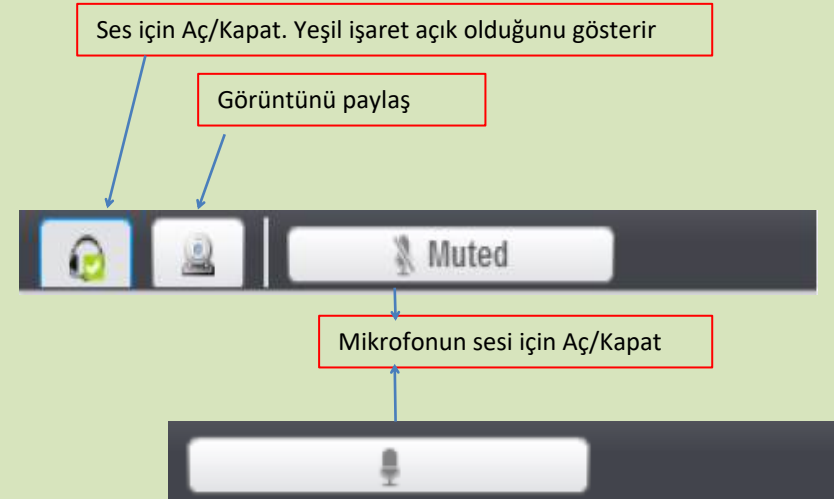 Ses için Aç/Kapat. Yeşil işaret açık olduğunu gösterir
Görüntünü paylaş
Muted
Mikrofonun sesi için Aç/Kapat